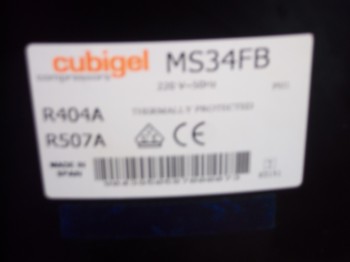 cubigel MS34FB
compressors
220 V~50Hz
R404A THERMALLY PROTECTED
R507A CE
MADE IN
SPAIN